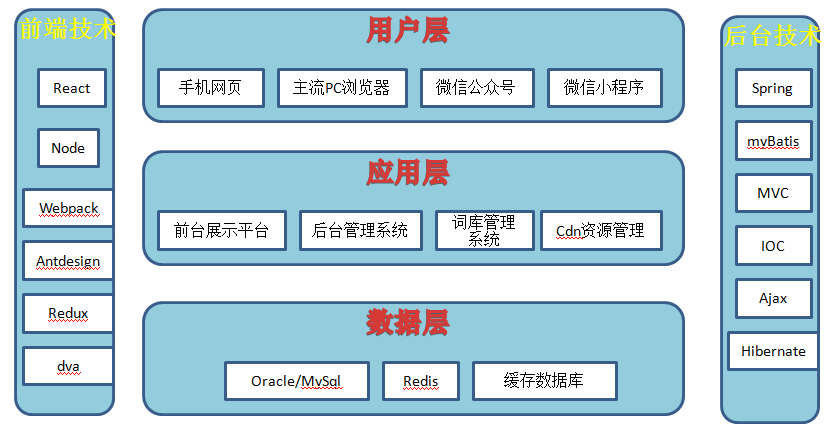 前端技术
React
Node
Webpack
Antdesign
Redux
dva
用户层
手机网页
主流PC浏览器
微信公众号
微信小程序
应用层
前台展示平台
后台管理系统
词库管理
系统
Cdn资源管理
数据层
Oracle/MySql
Redis
缓存数据库
后台技术
Spring
myBatis
MVC
IOC
Ajax
Hibernate